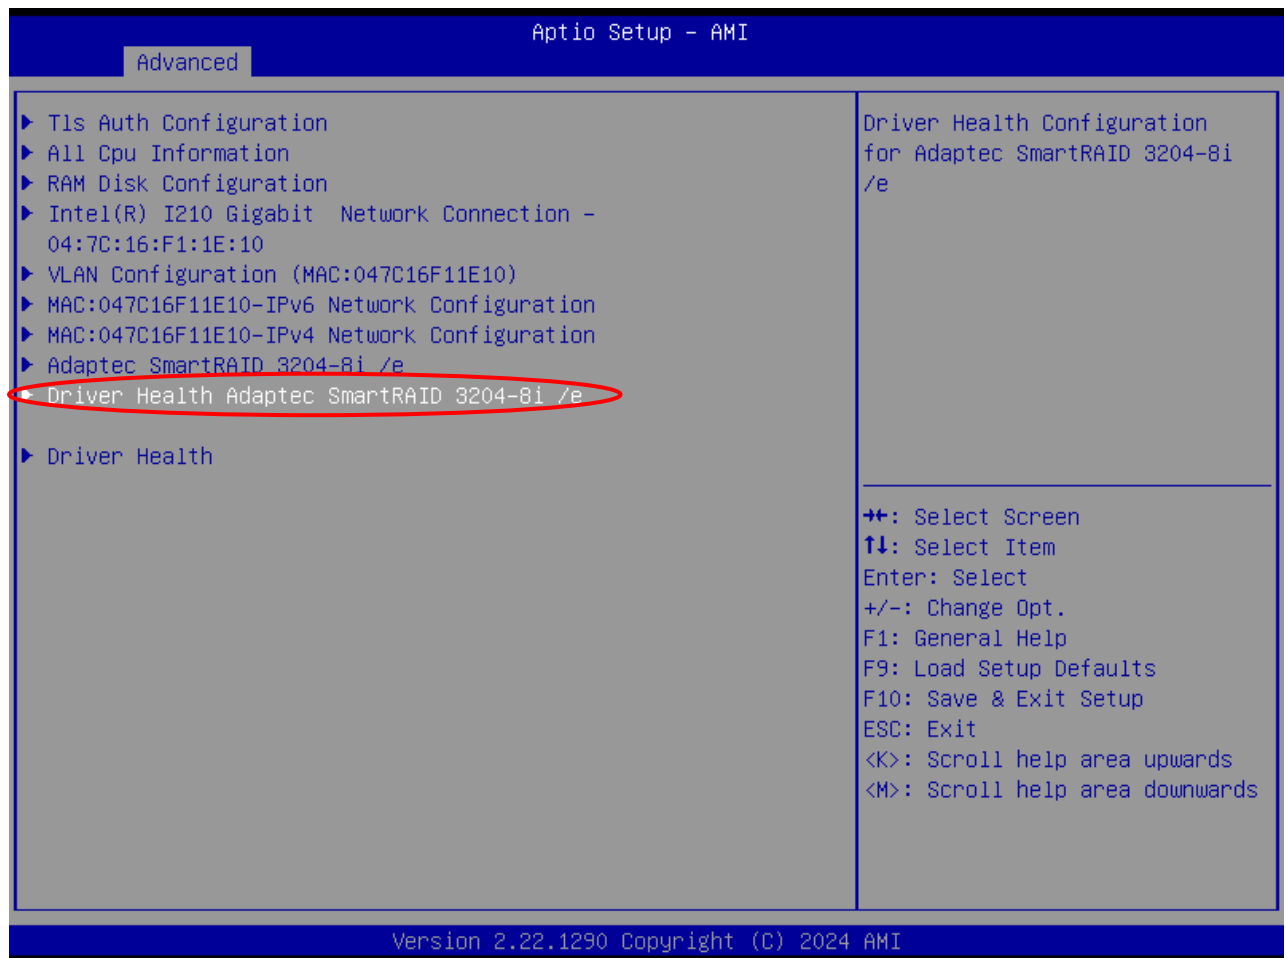 Aptio Setup – AMI
Advanced
Tls Auth Configuration
All Cpu Information
RAM Disk Configuration
Intel(R) I210 Gigabit  Network Connection –
04:7C:16:F1:1E:10
VLAN Configuration (MAC:047C16F11E10)
MAC:047C16F11E10-IPv6 Network Configuration
MAC:047C16F11E10-IPv4 Network Configuration
Adaptec SmartRAID 3204-8i /e
Driver Health Adaptec SmartRAID 3204-8i /e
Driver Health
Driver Health Configuration
for Adaptec SmartRAID 3204-8i
/e
→←: Select Screen
↑↓: Select Item
Enter: Select
+/-: Change Opt.
F1: General Help
F9: Load Setup Defaults
F10: Save & Exit Setup
ESC: Exit
<K>: Scroll help area upwards
<M>: Scroll help area downwards
Version 2.22.1290 Copyright (C) 2024 AMI